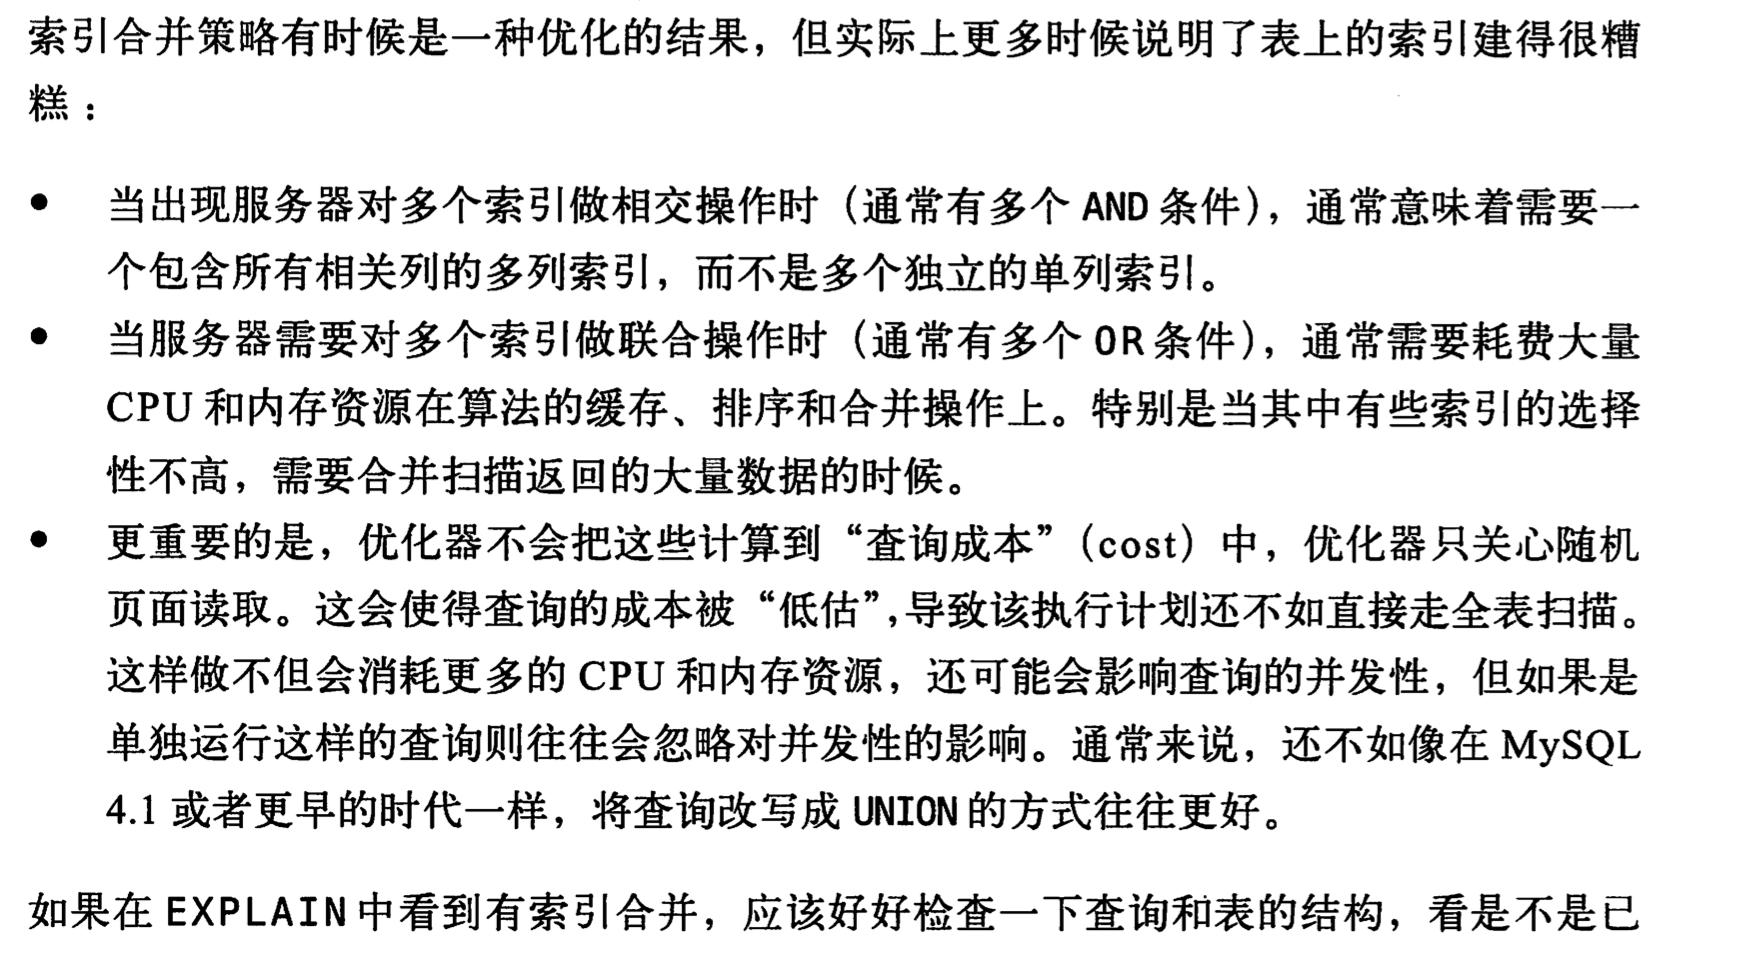 索引合并策略有时候是一种优化的结果，但实际上更多时候说明了表上的索引建得很糟
糕：
• 当出现服务器对多个索引做相交操作时（通常有多个 AND 条件），通常意味着需要一
个包含所有相关列的多列索引，而不是多个独立的单列索引。
• 当服务器需要对多个索引做联合操作时（通常有多个 OR 条件），通常需要耗费大量
CPU 和内存资源在算法的缓存、排序和合并操作上。特别是当其中有些索引的选择
性不高，需要合并扫描返回的大量数据的时候。
• 更重要的是，优化器不会把这些计算到“查询成本”（cost）中，优化器只关心随机
页面读取。这会使得查询的成本被“低估”，导致该执行计划还不如直接走全表扫描。
这样做不但会消耗更多的 CPU 和内存资源，还可能会影响查询的并发性，但如果是
单独运行这样的查询则往往会忽略对并发性的影响。通常来说，还不如像在 MySQL
4.1 或者更早的时代一样，将查询改写成 UNION 的方式往往更好。
如果在 EXPLAIN 中看到有索引合并，应该好好检查一下查询和表的结构，看是不是已